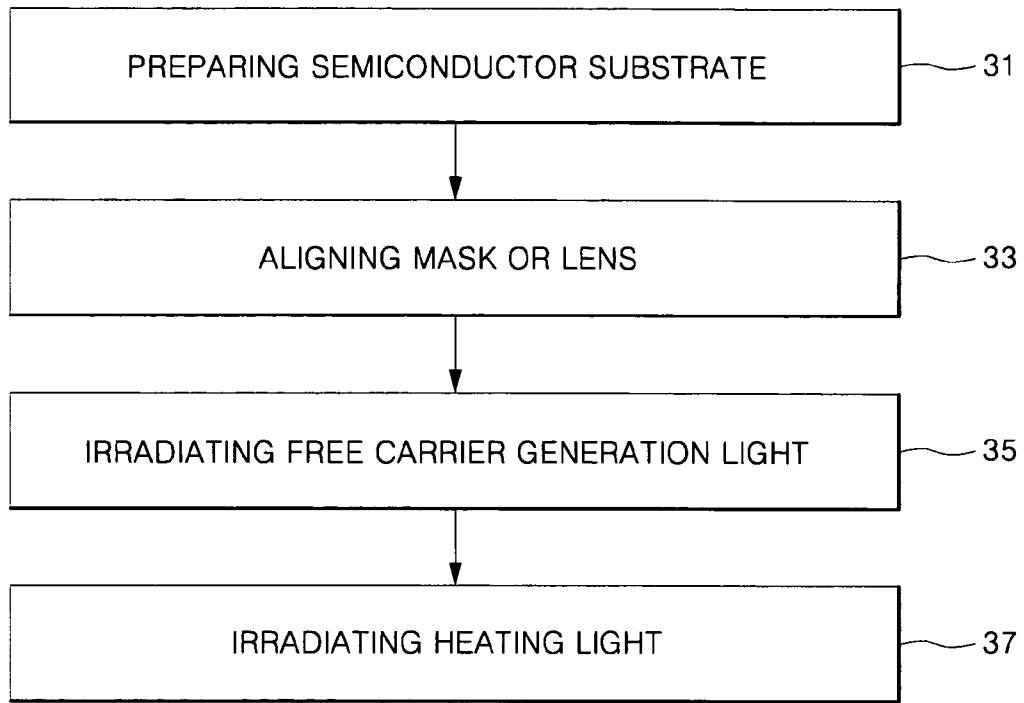 PREPARING SEMICONDUCTOR SUBSTRATE 31
ALIGNING MASK OR LENS 33
IRRADIATING FREE CARRIER GENERATION LIGHT 35
IRRADIATING HEATING LIGHT 37